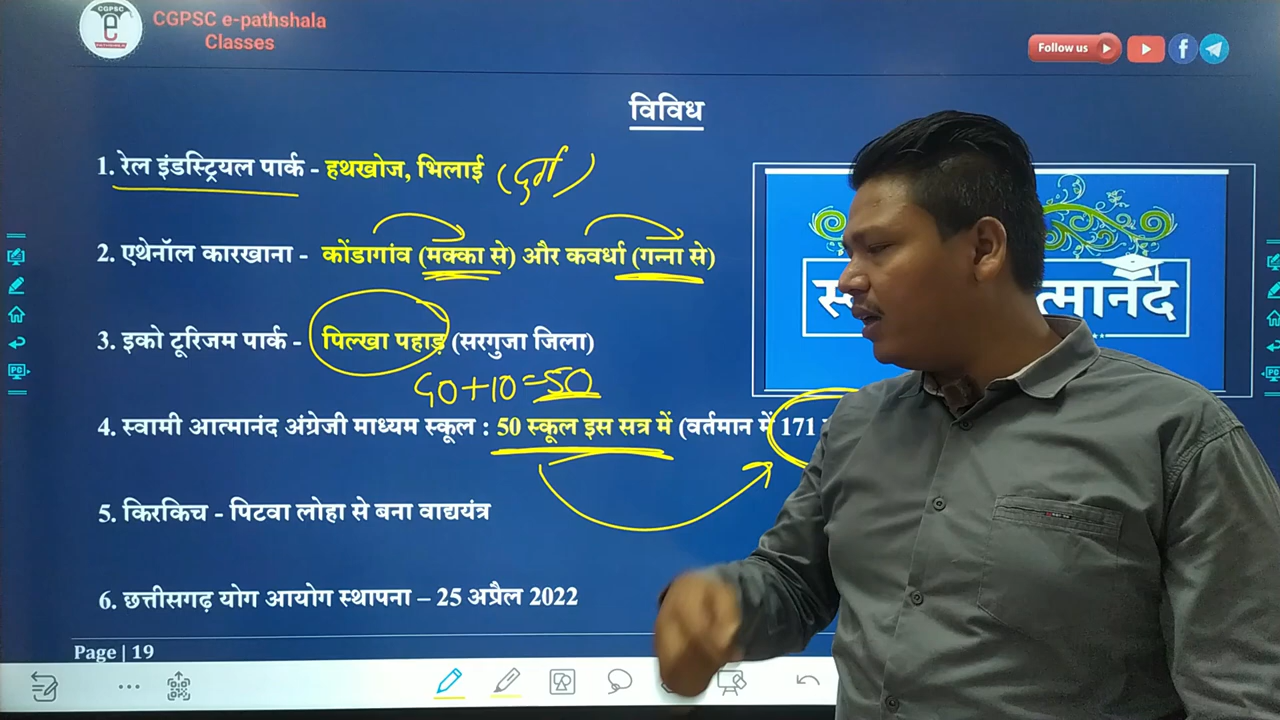 CGPSC
e
CGPSC e-pathshala
Classes
Follow us
विविध
1. रेल इंडस्ट्रियल पार्क - हथखोज, भिलाई (दुर्ग)
2. एथेनॉल कारखाना - कोंडागांव (मक्का से) और कवर्धा (गन्ना से)
3. इको टूरिजम पार्क - पिल्खा पहाड़ (सरगुजा जिला)
40+10=50
4. स्वामी आत्मानंद अंग्रेजी माध्यम स्कूल : 50 स्कूल इस सत्र में (वर्तमान में 171
5. किरकिच - पिटवा लोहा से बना वाद्ययंत्र
6. छत्तीसगढ़ योग आयोग स्थापना – 25 अप्रैल 2022
Page | 19